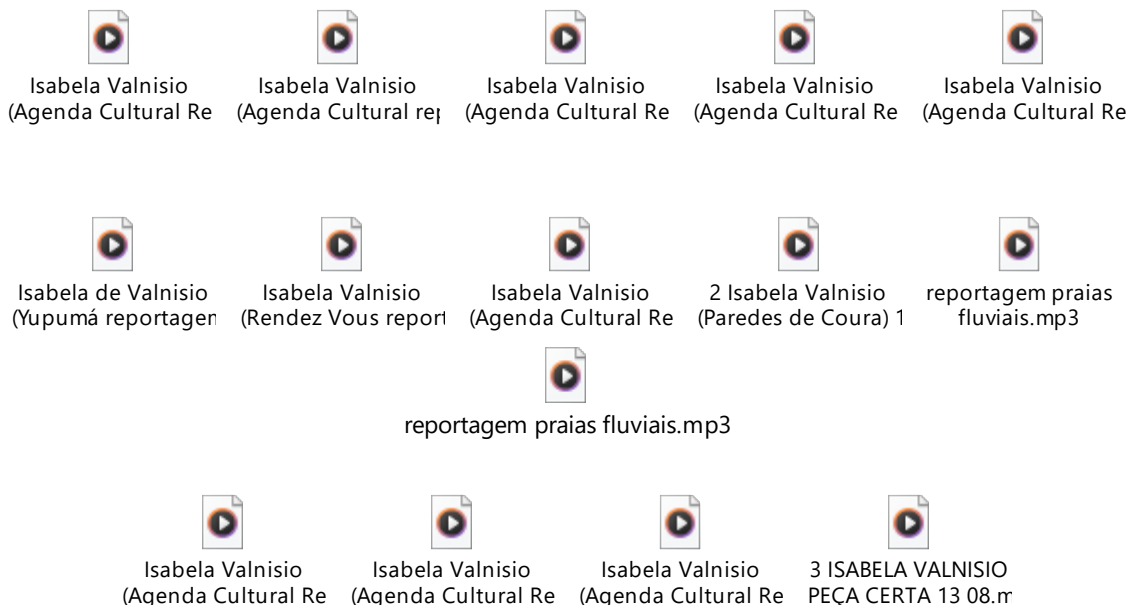 Isabela Valnisio
(Agenda Cultural Re
Isabela Valnisio
(Agenda Cultural rep
Isabela Valnisio
(Agenda Cultural Re
Isabela Valnisio
(Agenda Cultural Re
Isabela Valnisio
(Agenda Cultural Re
Isabela de Valnisio
(Yupumá reportagen
Isabela Valnisio
(Rendez Vous report
Isabela Valnisio
(Agenda Cultural Re
2 Isabela Valnisio
(Paredes de Coura) 1
reportagem praias
fluviais.mp3
reportagem praias fluviais.mp3
Isabela Valnisio
(Agenda Cultural Re
Isabela Valnisio
(Agenda Cultural Re
Isabela Valnisio
(Agenda Cultural Re
3 ISABELA VALNISIO
PEÇA CERTA 13 08.m